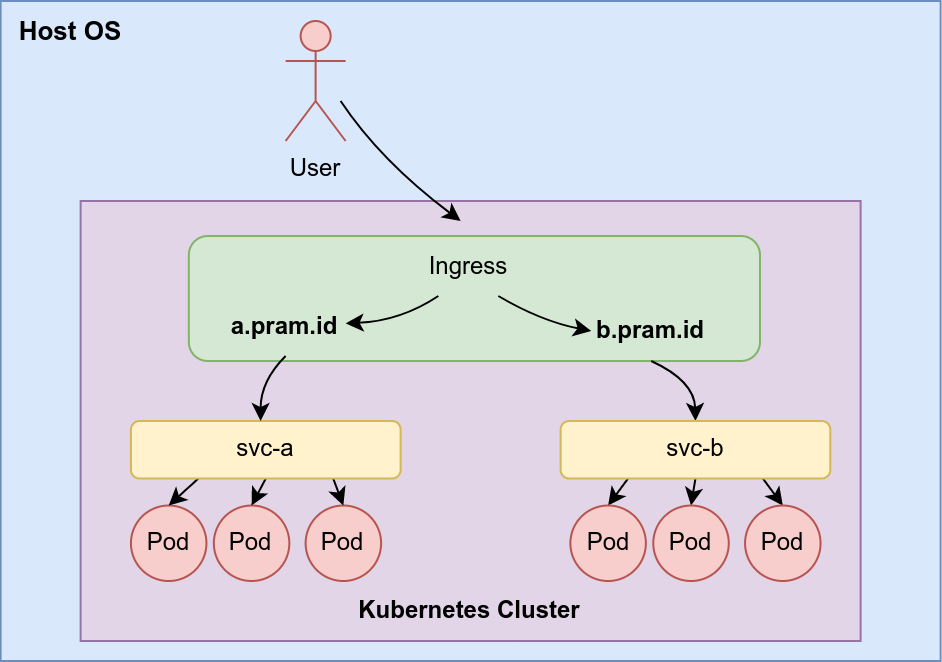 Host OS
User
Ingress
a.pram.id
b.pram.id
svc-a
svc-b
Pod
Pod
Pod
Pod
Pod
Pod
Kubernetes Cluster